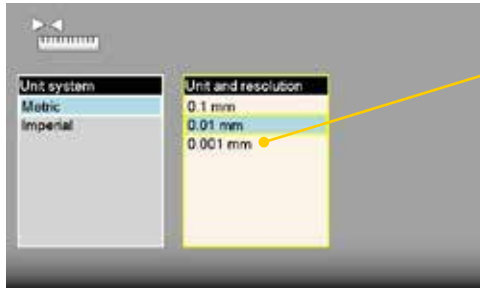 Unit system
Metric
Imperial
Unit and resolution
0.1 mm
0.01 mm
0.001 mm